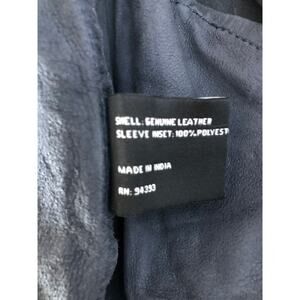 SHELL: GENUINE LEATHER
SLEEVE INSET: 100% POLYEST
MADE IN INDIA
RN: 94393